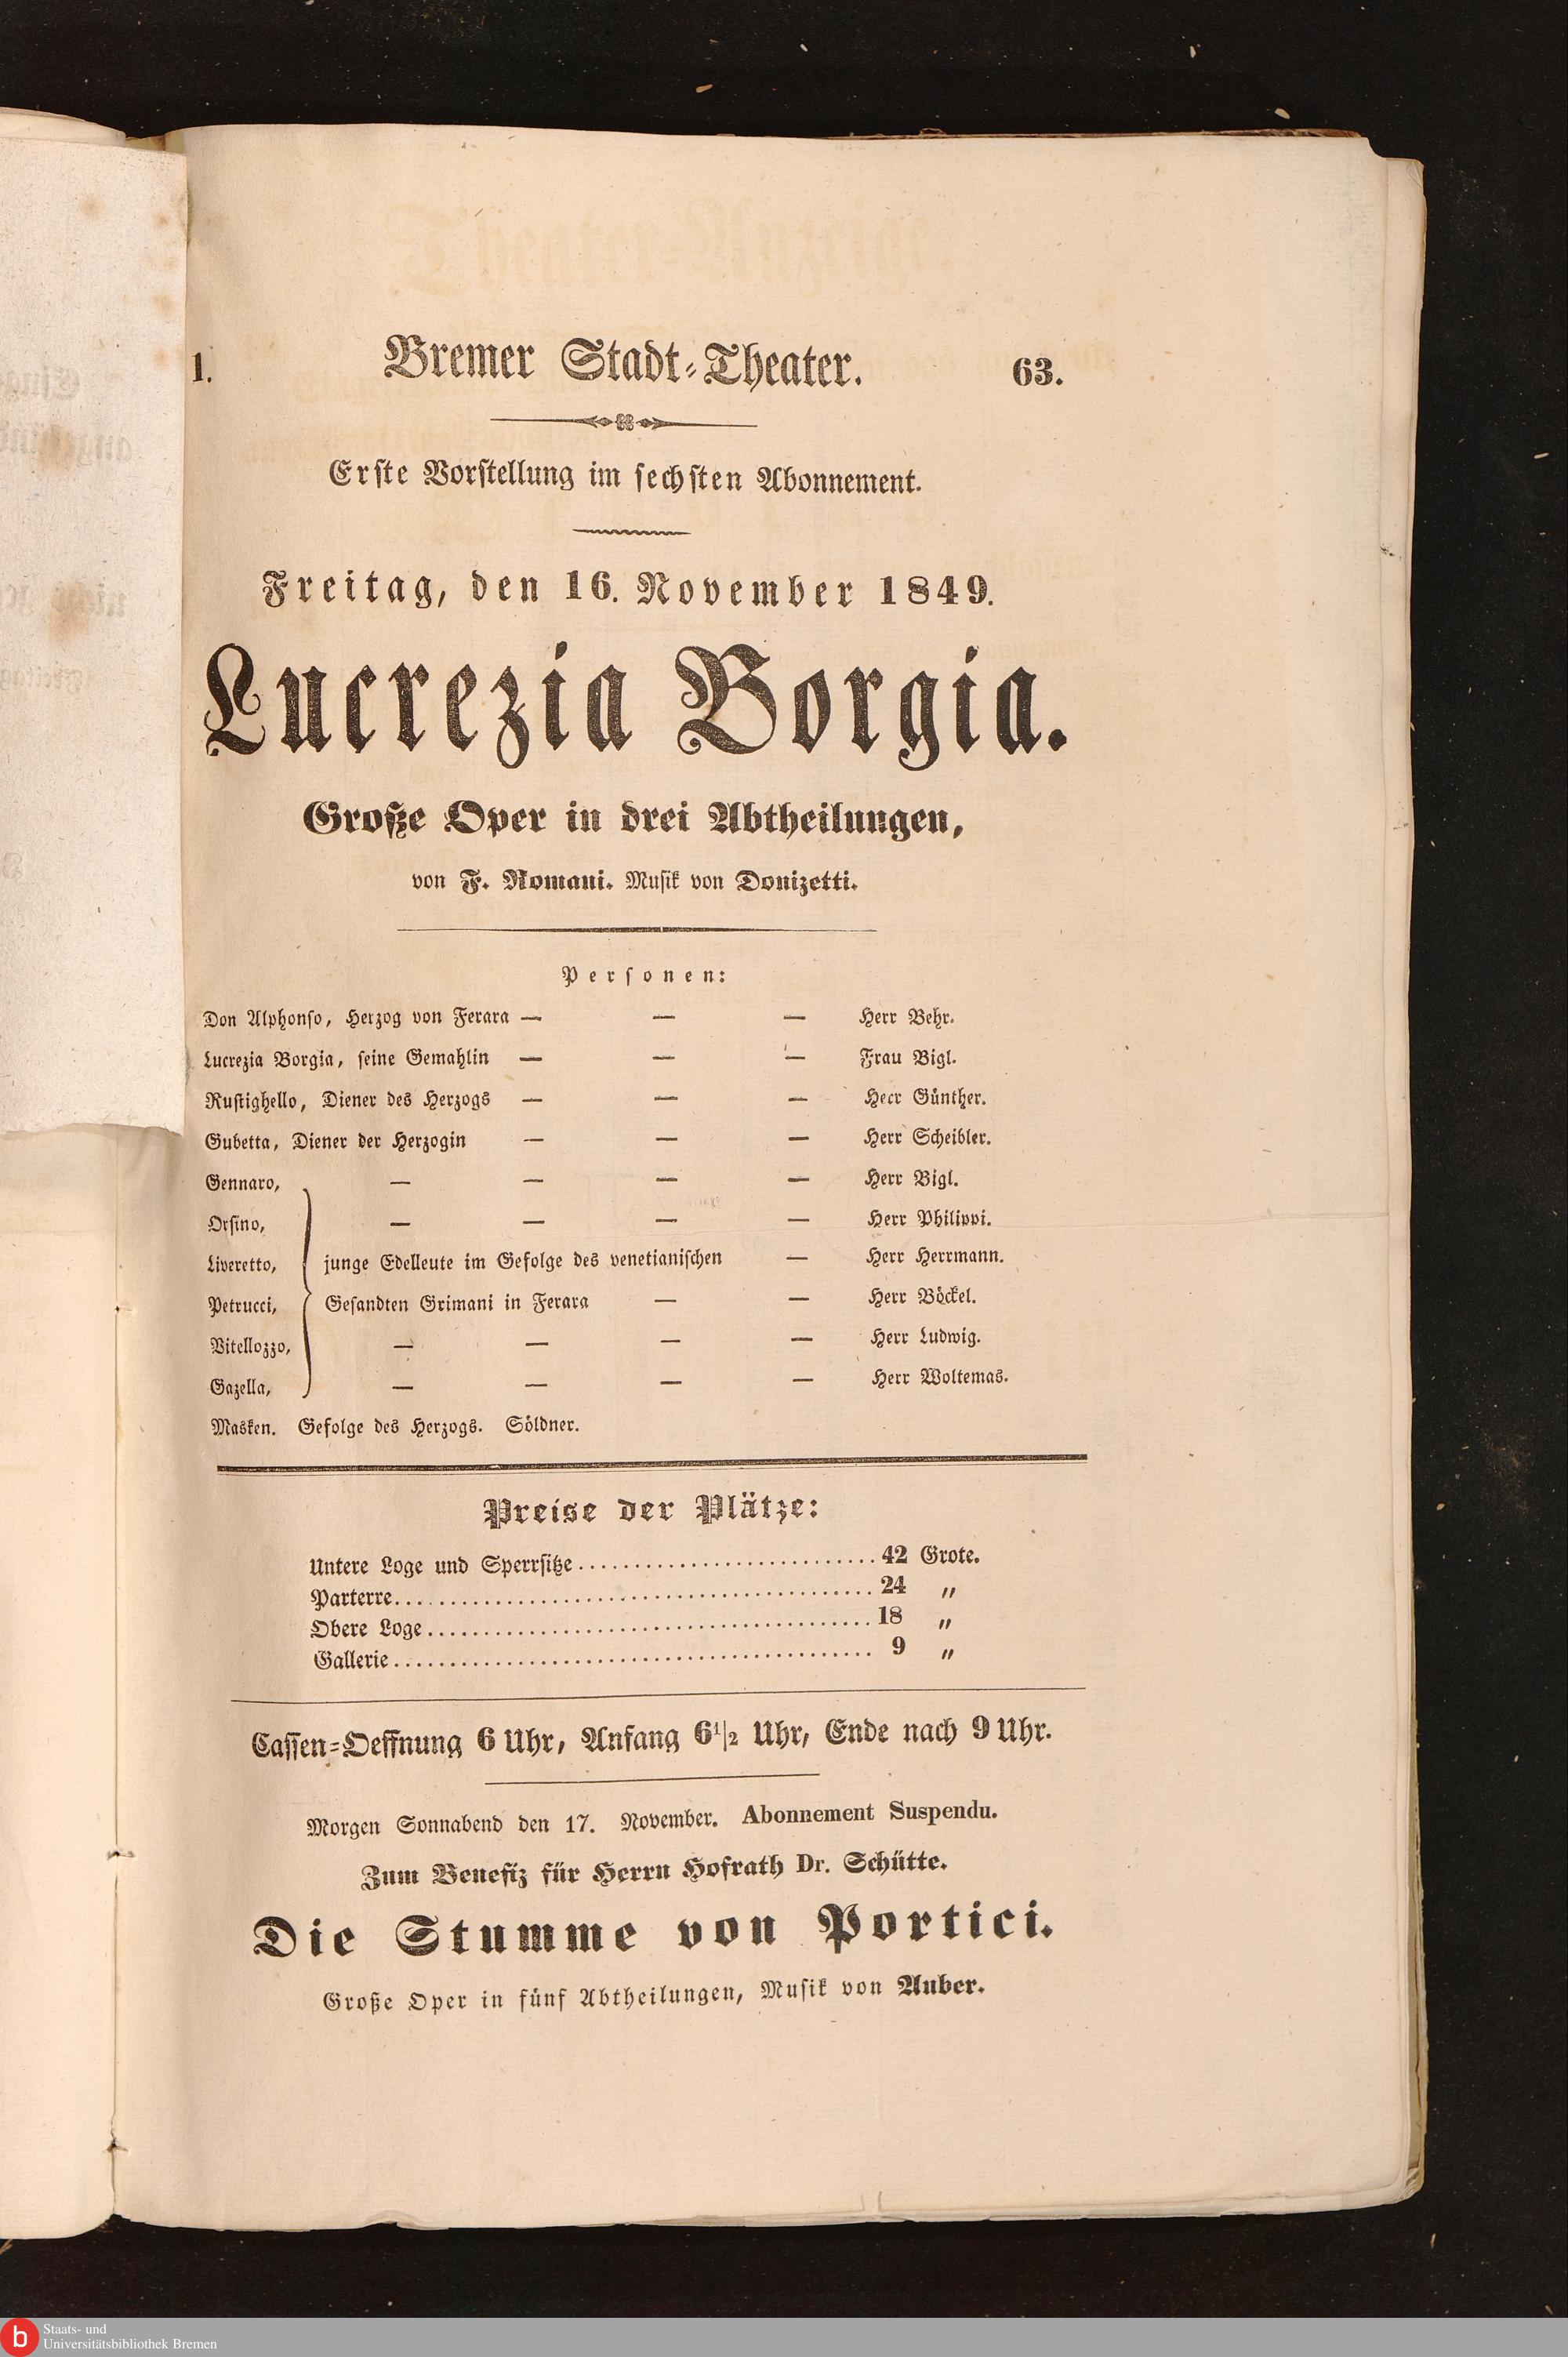 1. Bremer Stadt-Theater. 63.
Erste Vorstellung im sechsten Abonnement.
Freitag, den 16. November 1849.
Lucrezia Borgia.
Große Oper in drei Abtheilungen,
von F. Romani. Musik von Donizetti.
Personen:
Don Alphonso, Herzog von Ferara — — — Herr Behr.
Lucrezia Borgia, seine Gemahlin — — — Frau Bigl.
Rustighello, Diener des Herzogs — — — Herr Günther.
Gubetta, Diener der Herzogin — — — Herr Scheibler.
Gennaro, — — — — Herr Bigl.
Orsino, — — — — Herr Philippi.
Liveretto, junge Edelleute im Gefolge des venetianischen — Herr Herrmann.
Petrucci, Gesandten Grimani in Ferara — — Herr Böckel.
Vitellozzo, — — — — Herr Ludwig.
Gazella, — — — — Herr Woltemas.
Masken. Gefolge des Herzogs. Söldner.
Preise der Plätze:
Untere Loge und Sperrsitze 42 Grote.
Parterre 24 „
Obere Loge 18 „
Gallerie 9 „
Cassen-Oeffnung 6 Uhr, Anfang 6 1/2 Uhr, Ende nach 9 Uhr.
Morgen Sonnabend den 17. November. Abonnement Suspendu.
Zum Benefiz für Herrn Hofrath Dr. Schütte.
Die Stumme von Portici.
Große Oper in fünf Abtheilungen, Musik von Auber.
b Staats- und
Universitätsbibliothek Bremen